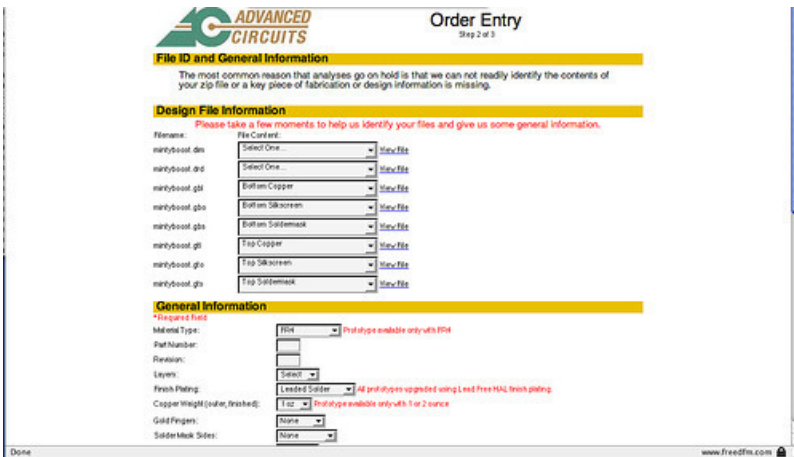 ADVANCED CIRCUITS
Order Entry
Step 2 of 3
File ID and General Information
The most common reason that analyses go on hold is that we can not readily identify the contents of
your zip file or a key piece of fabrication or design information is missing.
Design File Information
Please take a few moments to help us identify your files and give us some general information.
Filename: File Content:
mintyboost.dim Select One... View File
mintyboost.drd Select One... View File
mintyboost.gbl Bottom Copper View File
mintyboost.gbo Bottom Silkscreen View File
mintyboost.gbs Bottom Soldermask View File
mintyboost.gtl Top Copper View File
mintyboost.gto Top Silkscreen View File
mintyboost.gts Top Soldermask View File
General Information
*Required Field
Material Type: FR4 Prototype available only with FR4
Part Number:
Revision:
Layers: Select
Finish Plating: Leaded Solder All prototypes upgraded using Lead Free HAL finish plating.
Copper Weight (outer, finished): 1 oz Prototype available only with 1 or 2 ounce
Gold Fingers: None
Solder Mask Sides: None
Done www.freedfm.com